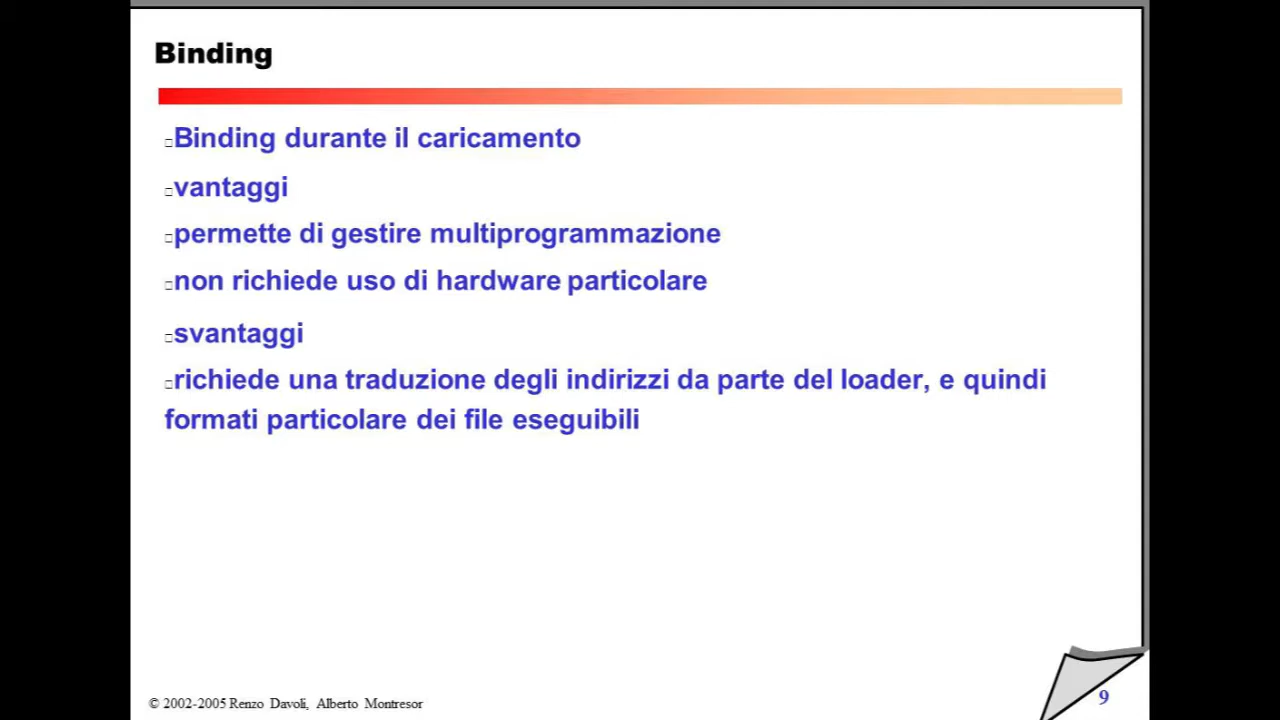 Binding
Binding durante il caricamento
vantaggi
permette di gestire multiprogrammazione
non richiede uso di hardware particolare
svantaggi
richiede una traduzione degli indirizzi da parte del loader, e quindi
formati particolare dei file eseguibili
© 2002-2005 Renzo Davoli, Alberto Montresor
9